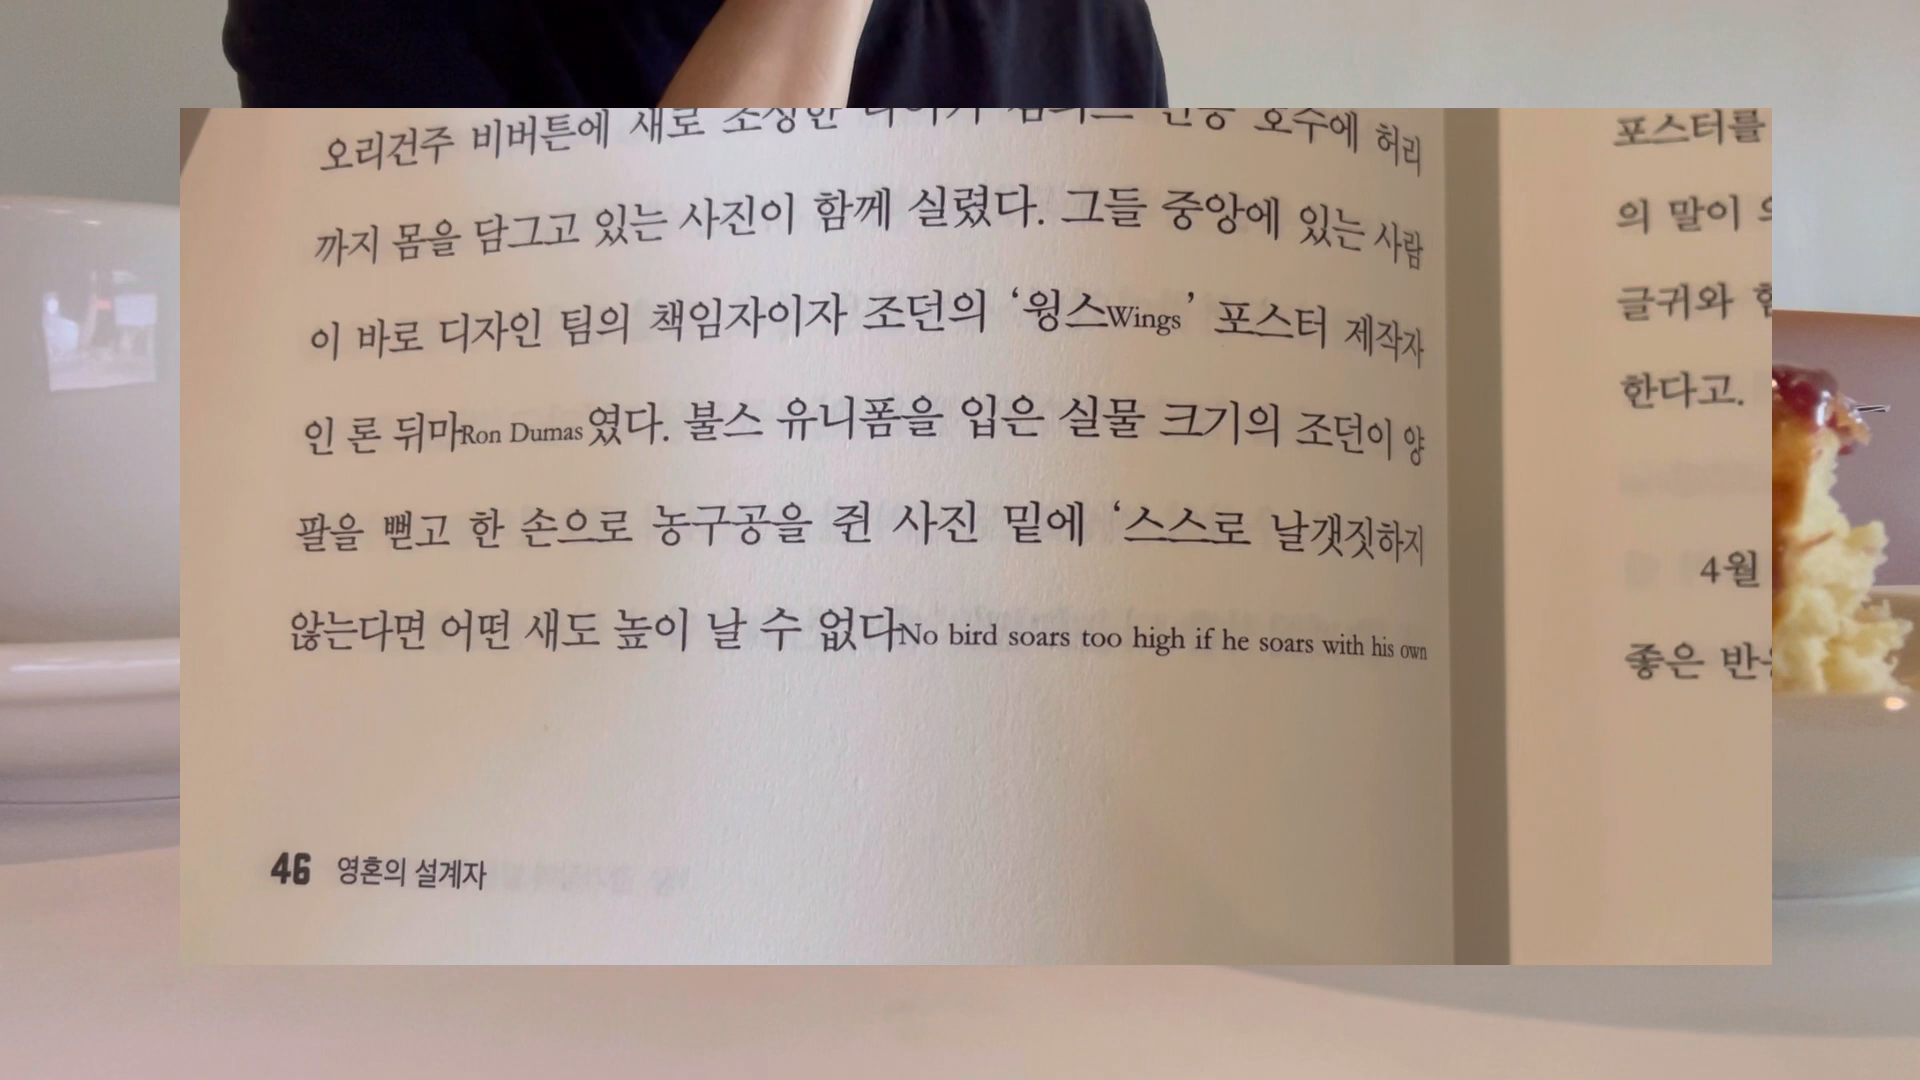 오리건주 비버튼에 새로 조성한 호수에 허리
까지 몸을 담그고 있는 사진이 함께 실렸다. 그들 중앙에 있는 사람
이 바로 디자인 팀의 책임자이자 조던의 ‘윙스Wings’ 포스터 제작자
인 론 뒤마Ron Dumas였다. 불스 유니폼을 입은 실물 크기의 조던이 양
팔을 뻗고 한 손으로 농구공을 쥔 사진 밑에 ‘스스로 날갯짓하지
않는다면 어떤 새도 높이 날 수 없다No bird soars too high if he soars with his own
46 영혼의 설계자
포스터를
의 말이
글귀와
한다고.
4월
좋은